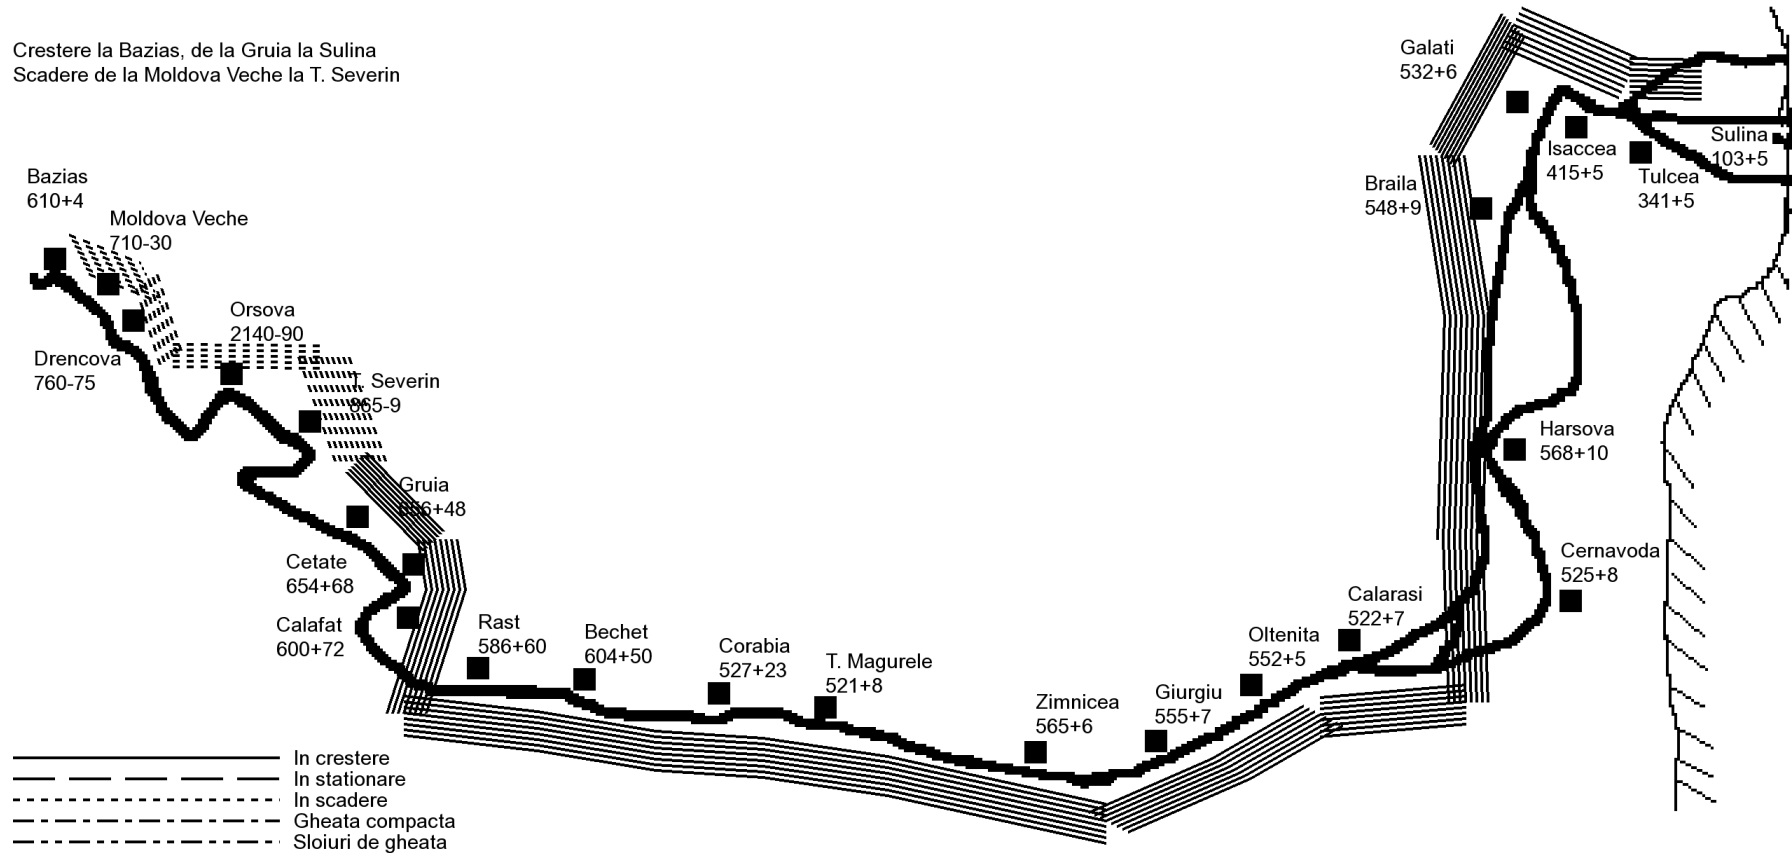 Crestere la Bazias, de la Gruia la Sulina
Scadere de la Moldova Veche la T. Severin
Bazias
610+4
Moldova Veche
710-30
Drencova
760-75
Orsova
2140-90
T. Severin
865-9
Gruia
656+48
Cetate
654+68
Calafat
600+72
Rast
586+60
Bechet
604+50
Corabia
527+23
T. Magurele
521+8
Zimnicea
565+6
Giurgiu
555+7
Oltenita
552+5
Calarasi
522+7
Cernavoda
525+8
Harsova
568+10
Braila
548+9
Galati
532+6
Isaccea
415+5
Tulcea
341+5
Sulina
103+5
In crestere
In stationare
In scadere
Gheata compacta
Sloiuri de gheata